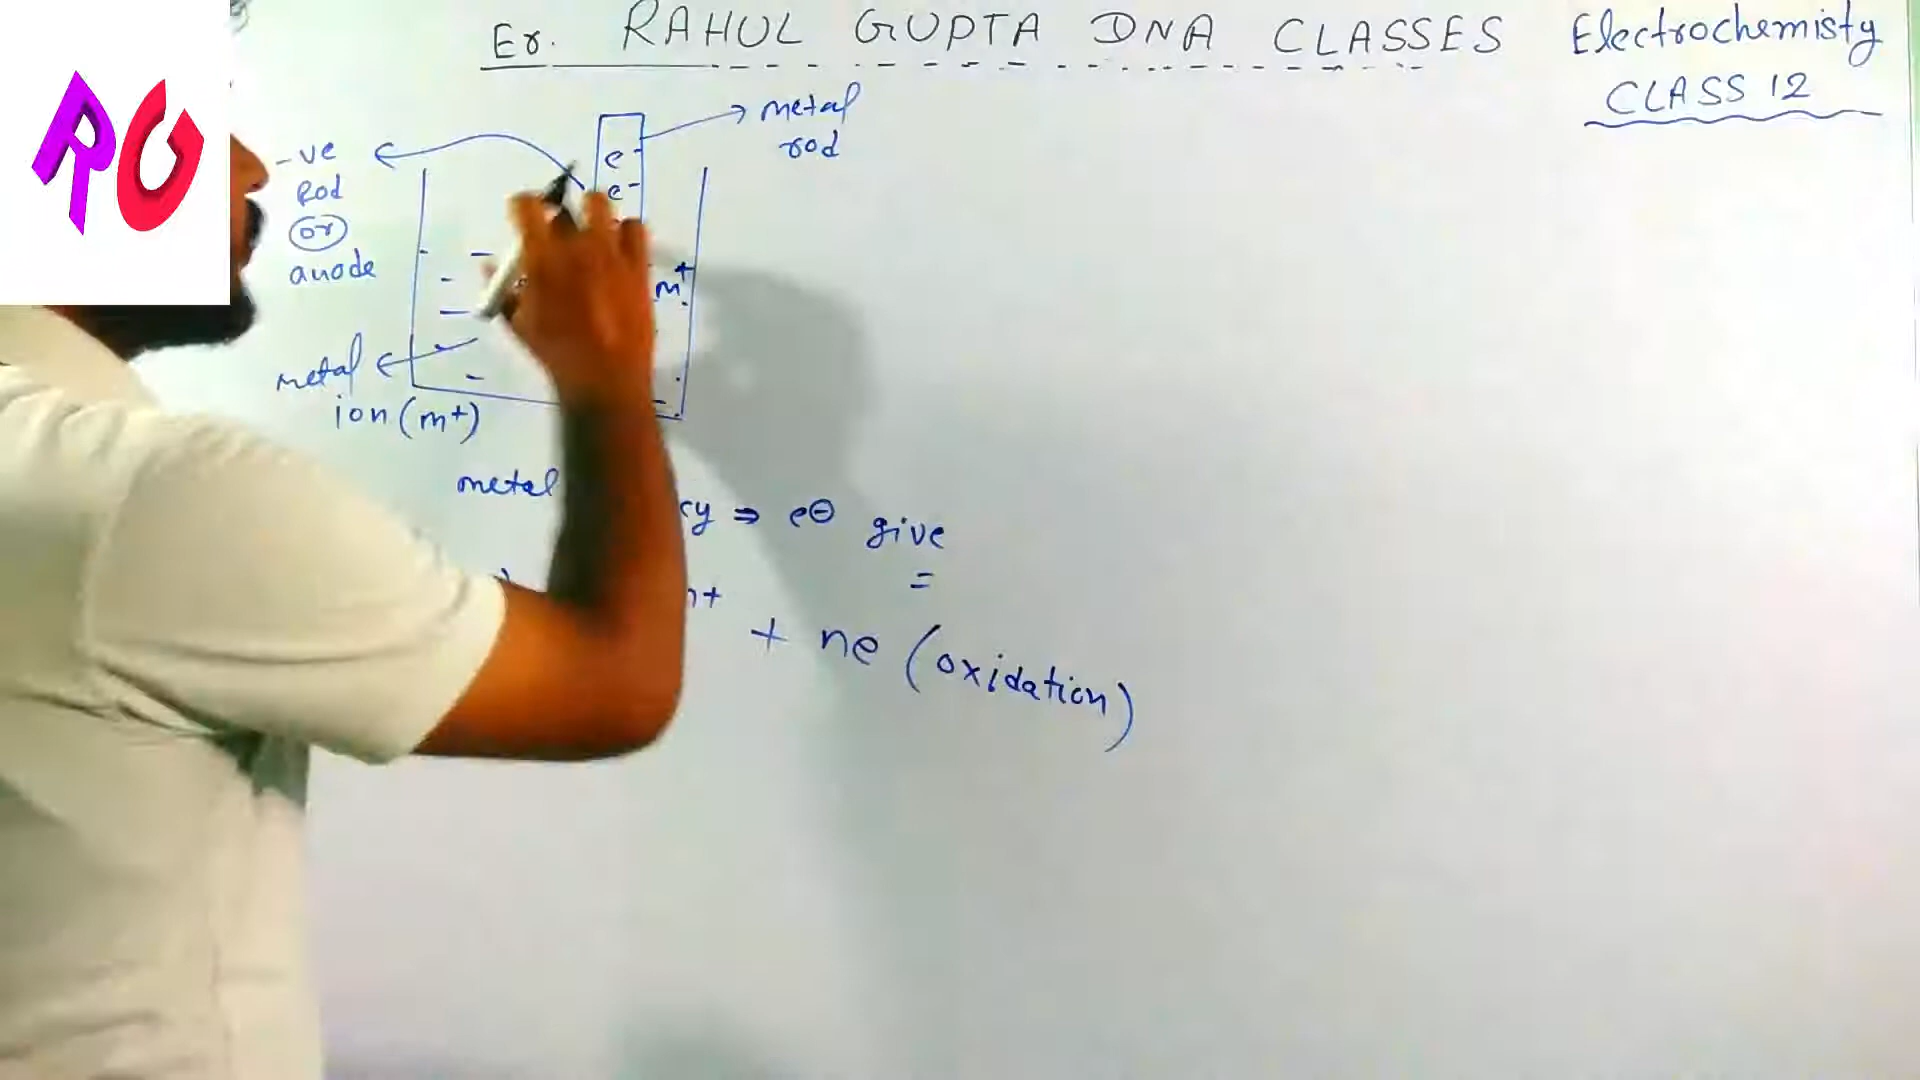 Er. RAHUL GUPTA DNA CLASSES Electrochemisty
CLASS 12
RG
metal
rod
-ve
Rod
or
anode
e-
e-
m+
metal
ion (m+)
metal
cy ⇒ e⊖ give
=
n+
+ ne (oxidation)